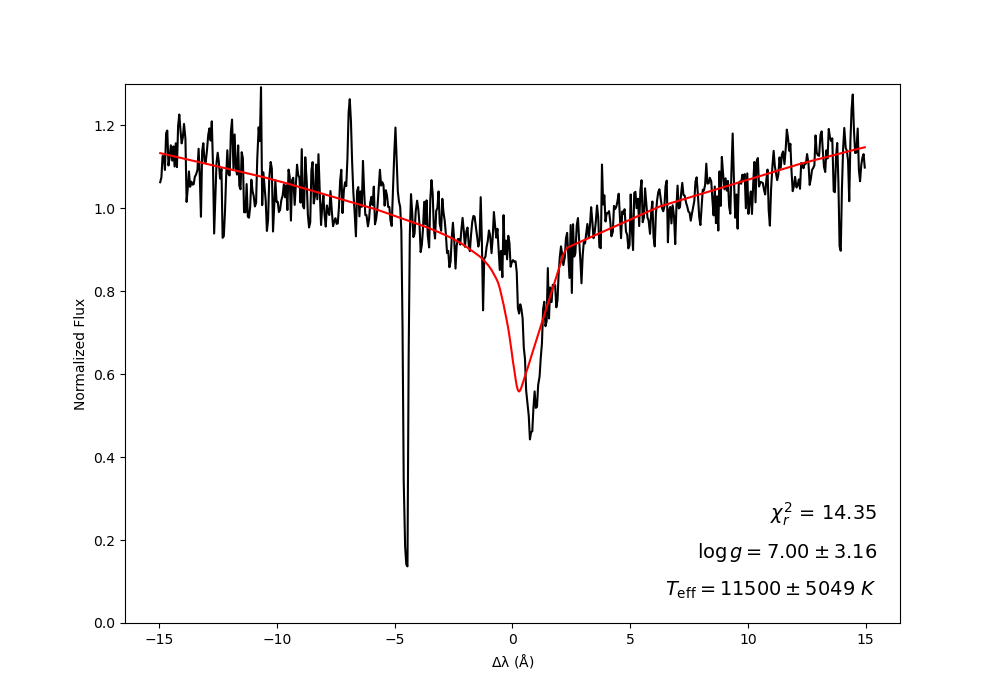 1.2
1.0
0.8
0.6
0.4
0.2
0.0
Normalized Flux
χ²ᵣ = 14.35
log g = 7.00 ± 3.16
T_eff = 11500 ± 5049 K
−15 −10 −5 0 5 10 15
Δλ (Å)